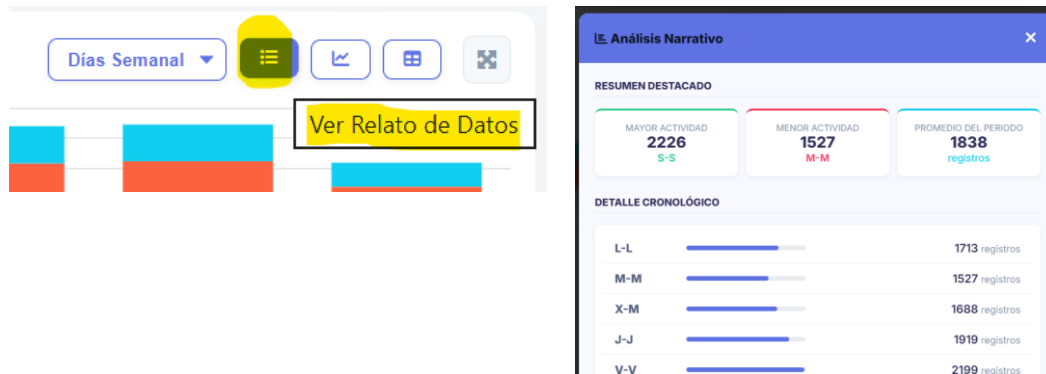 Días Semanal
Ver Relato de Datos
Análisis Narrativo
RESUMEN DESTACADO
MAYOR ACTIVIDAD
2226
S-S
MENOR ACTIVIDAD
1527
M-M
PROMEDIO DEL PERIODO
1838
registros
DETALLE CRONOLÓGICO
L-L 1713 registros
M-M 1527 registros
X-M 1688 registros
J-J 1919 registros
V-V 2199 registros